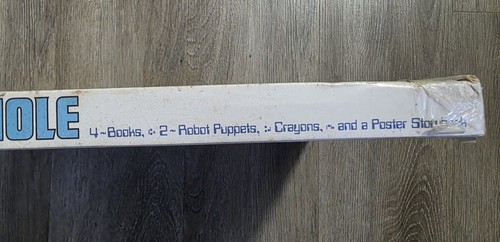 HOLE
4~Books, 2~Robot Puppets, Crayons, and a Poster